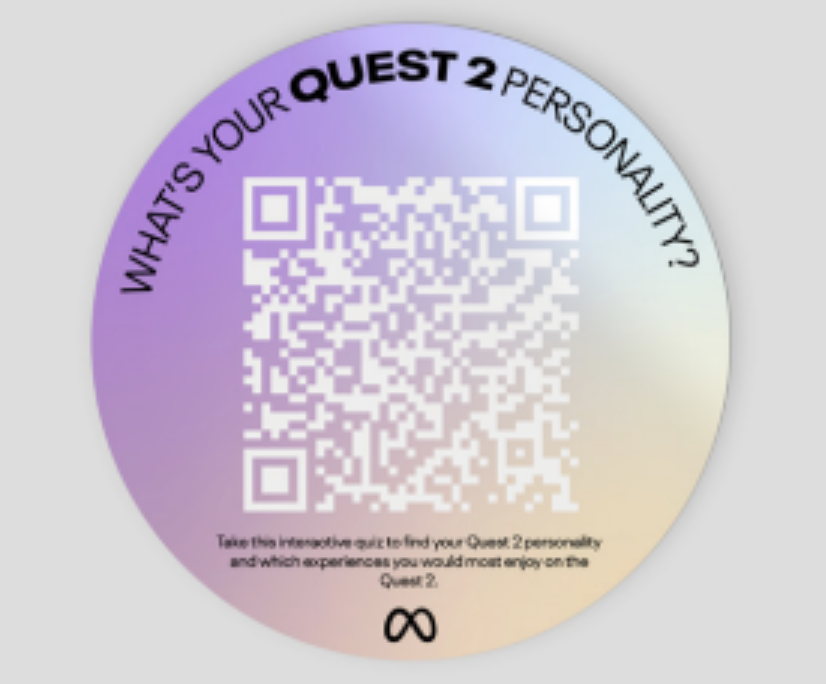 WHAT'S YOUR QUEST 2 PERSONALITY?
Take this interactive quiz to find your Quest 2 personality
and which experiences you would most enjoy on the
Quest 2.